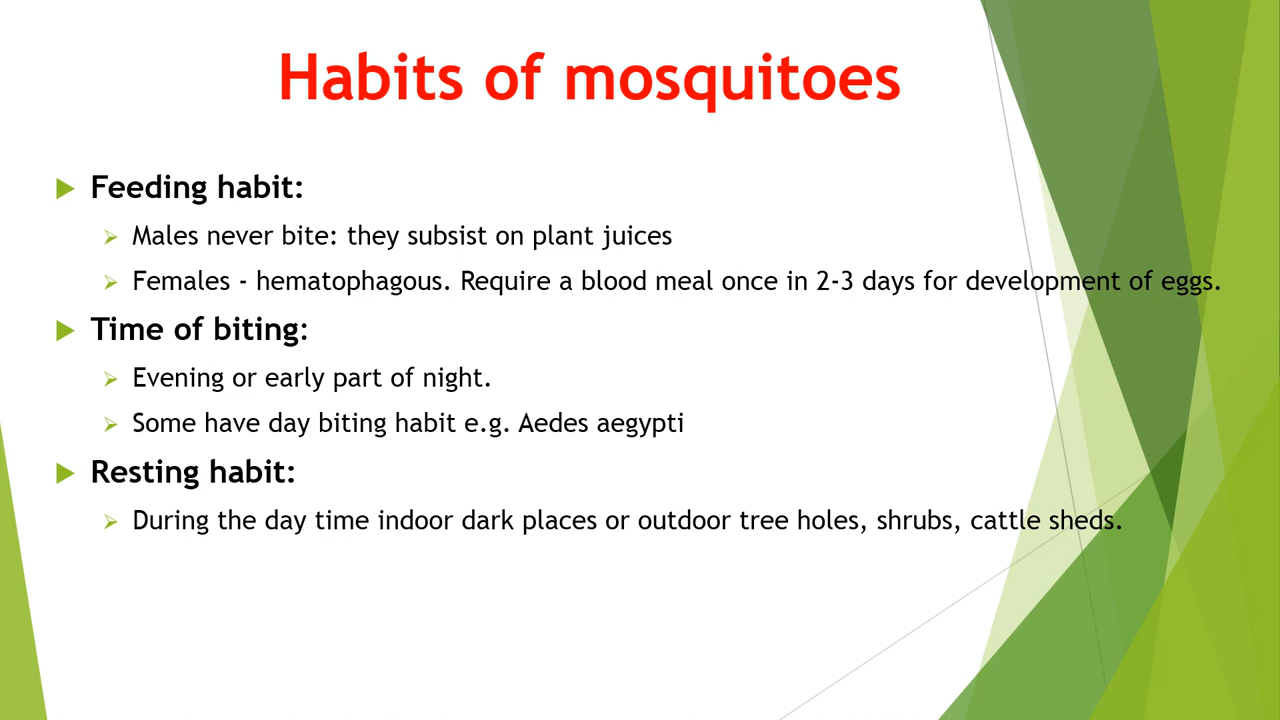 Habits of mosquitoes
Feeding habit:
Males never bite: they subsist on plant juices
Females - hematophagous. Require a blood meal once in 2-3 days for development of eggs.
Time of biting:
Evening or early part of night.
Some have day biting habit e.g. Aedes aegypti
Resting habit:
During the day time indoor dark places or outdoor tree holes, shrubs, cattle sheds.